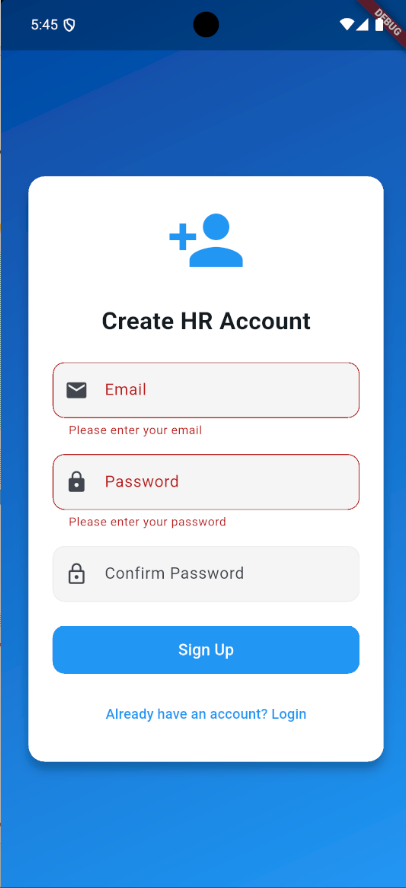 5:45
DEBUG
Create HR Account
Email
Please enter your email
Password
Please enter your password
Confirm Password
Sign Up
Already have an account? Login